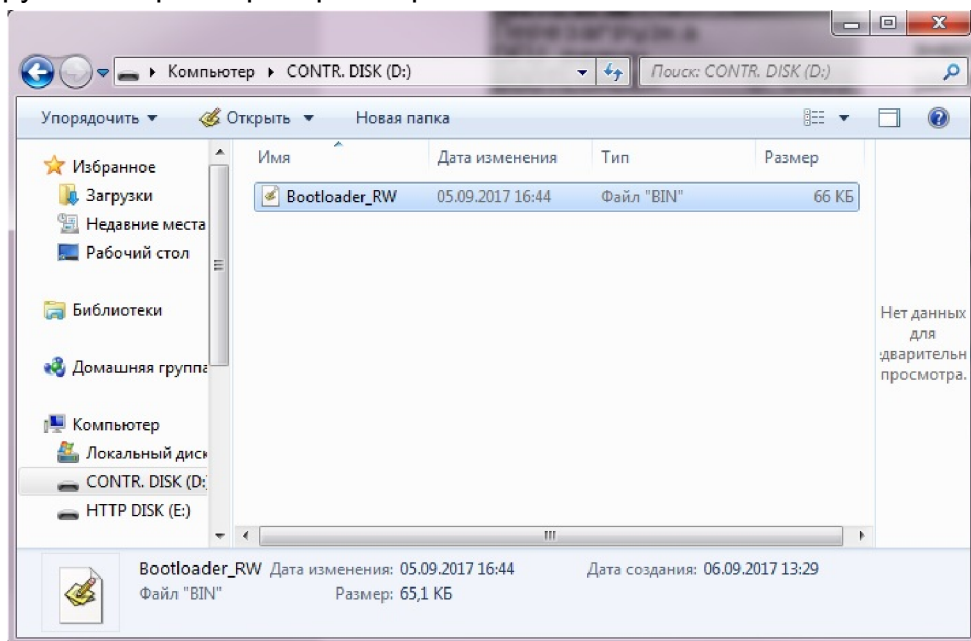 Перезагрузка
Компьютер ▸ CONTR. DISK (D:)
Поиск: CONTR. DISK (D:)
Упорядочить
Открыть
Новая папка
Избранное
Загрузки
Недавние места
Рабочий стол
Библиотеки
Домашняя группа
Компьютер
Локальный диск
CONTR. DISK (D:
HTTP DISK (E:)
Имя Дата изменения Тип Размер
Bootloader_RW 05.09.2017 16:44 Файл "BIN" 66 КБ
Нет данных
для
дварительн
просмотра.
Bootloader_RW Дата изменения: 05.09.2017 16:44 Дата создания: 06.09.2017 13:29
Файл "BIN" Размер: 65,1 КБ